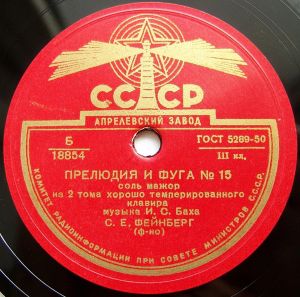 СССР
АПРЕЛЕВСКИЙ ЗАВОД
Б
18854
ГОСТ 5289-50
III кл.
ПРЕЛЮДИЯ И ФУГА № 15
соль мажор
из 2 тома хорошо темперированного
клавира
музыка И. С. Баха
С. Е. ФЕЙНБЕРГ
(ф-но)
КОМИТЕТ РАДИОИНФОРМАЦИИ ПРИ СОВЕТЕ МИНИСТРОВ С.С.С.Р.